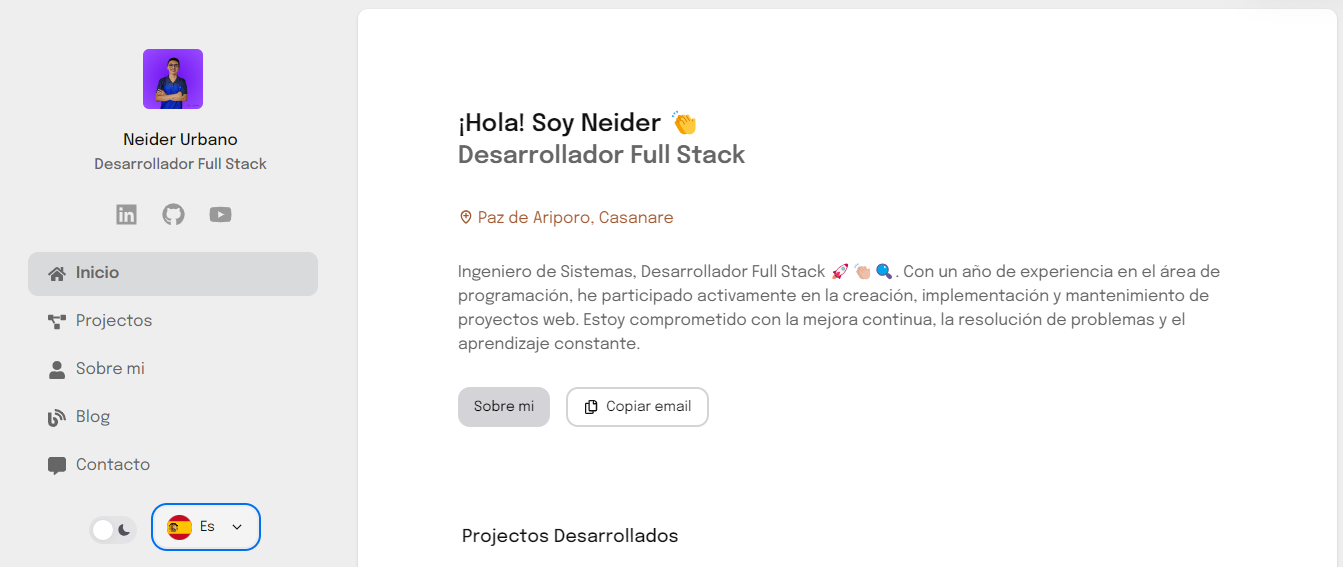 Neider Urbano
Desarrollador Full Stack
Inicio
Projectos
Sobre mi
Blog
Contacto
Es
¡Hola! Soy Neider 👏
Desarrollador Full Stack
Paz de Ariporo, Casanare
Ingeniero de Sistemas, Desarrollador Full Stack 🚀 👏🏻 🔍. Con un año de experiencia en el área de
programación, he participado activamente en la creación, implementación y mantenimiento de
proyectos web. Estoy comprometido con la mejora continua, la resolución de problemas y el
aprendizaje constante.
Sobre mi
Copiar email
Projectos Desarrollados